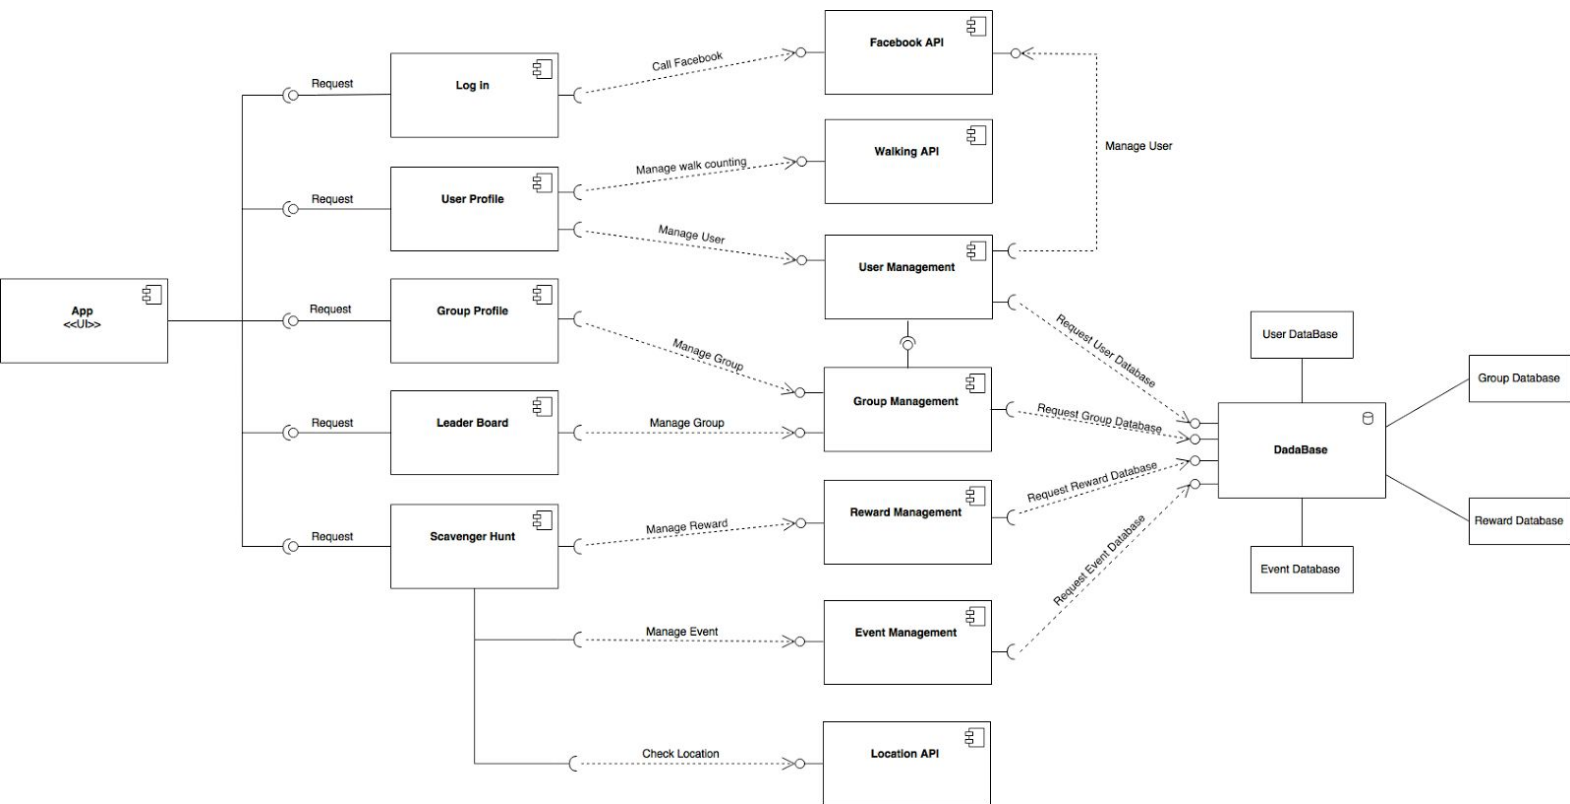 Facebook API
Call Facebook
Log in
Request
Walking API
Manage walk counting
Manage User
User Profile
Request
Manage User
User Management
App
<<UI>>
Request
Group Profile
Manage Group
Request User Database
User DataBase
Group Database
Group Management
Request
Leader Board
Manage Group
Request Group Database
DadaBase
Request Reward Database
Reward Management
Reward Database
Request
Scavenger Hunt
Manage Reward
Request Event Database
Event Database
Manage Event
Event Management
Check Location
Location API